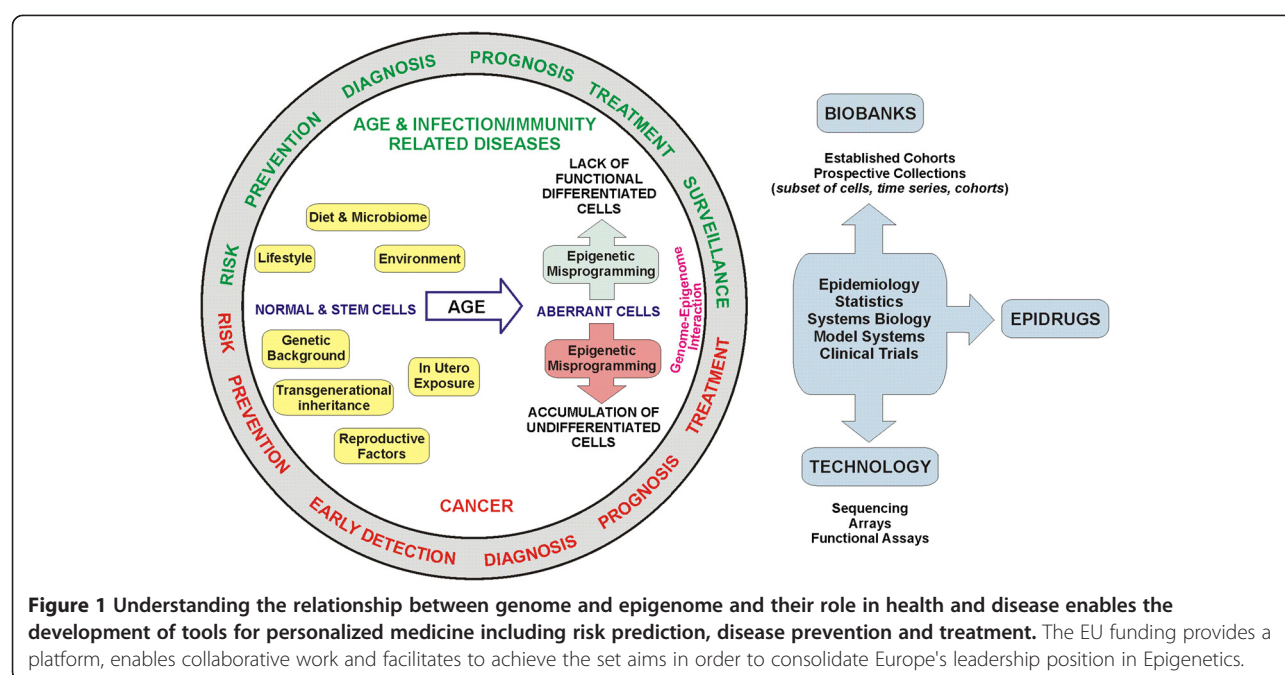 RISK PREVENTION DIAGNOSIS PROGNOSIS TREATMENT SURVEILLANCE
AGE & INFECTION/IMMUNITY
RELATED DISEASES
LACK OF
FUNCTIONAL
DIFFERENTIATED
CELLS
Diet & Microbiome
Lifestyle
Environment
Epigenetic
Misprogramming
NORMAL & STEM CELLS
AGE
ABERRANT CELLS
Genome-Epigenome
Interaction
Genetic
Background
Epigenetic
Misprogramming
In Utero
Exposure
Transgenerational
inheritance
ACCUMULATION OF
UNDIFFERENTIATED
CELLS
Reproductive
Factors
CANCER
RISK PREVENTION EARLY DETECTION DIAGNOSIS PROGNOSIS TREATMENT
BIOBANKS
Established Cohorts
Prospective Collections
(subset of cells, time series, cohorts)
Epidemiology
Statistics
Systems Biology
Model Systems
Clinical Trials
EPIDRUGS
TECHNOLOGY
Sequencing
Arrays
Functional Assays
Figure 1 Understanding the relationship between genome and epigenome and their role in health and disease enables the
development of tools for personalized medicine including risk prediction, disease prevention and treatment. The EU funding provides a
platform, enables collaborative work and facilitates to achieve the set aims in order to consolidate Europe's leadership position in Epigenetics.